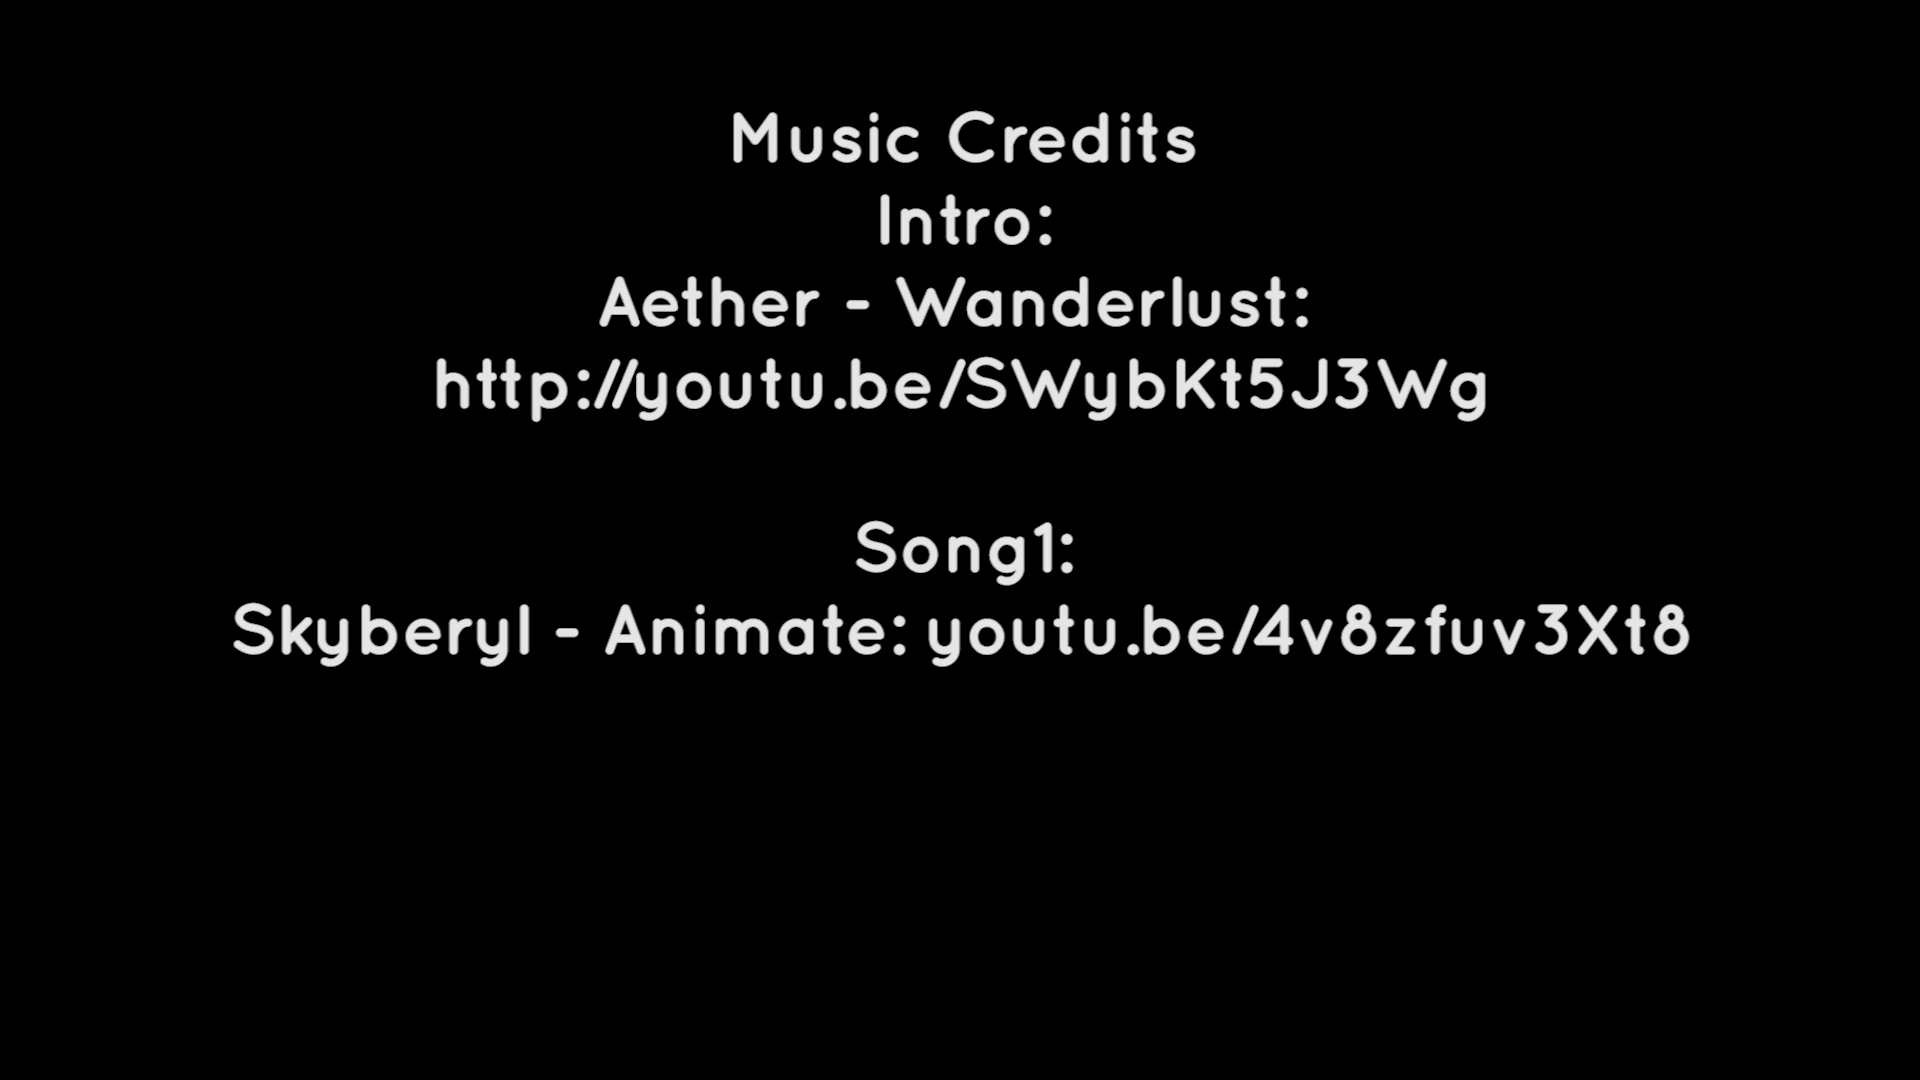 Music Credits
Intro:
Aether - Wanderlust:
http://youtu.be/SWybKt5J3Wg
Song1:
Skyberyl - Animate: youtu.be/4v8zfuv3Xt8